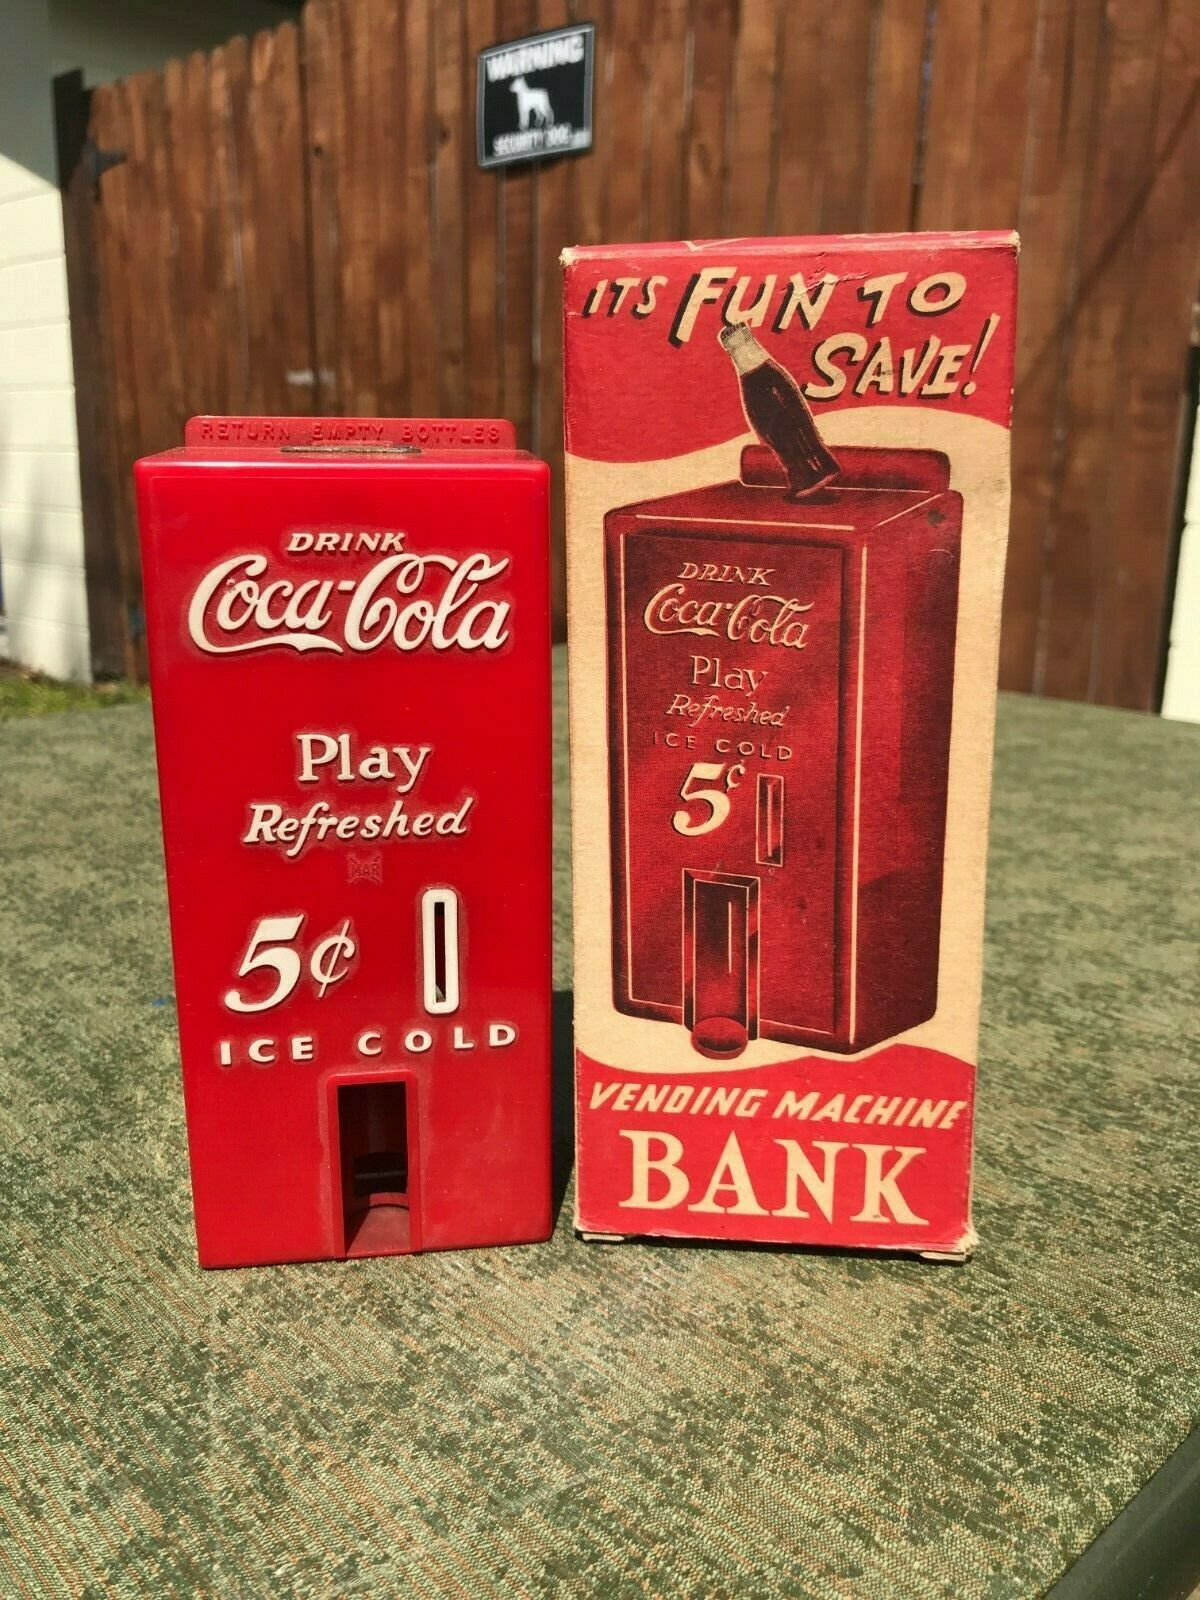 WARNING
SECURITY DOG
RETURN EMPTY BOTTLES
DRINK
Coca-Cola
Play
Refreshed
5¢
ICE COLD
ITS FUN TO
SAVE!
DRINK
Coca-Cola
Play
Refreshed
ICE COLD
5¢
VENDING MACHINE
BANK